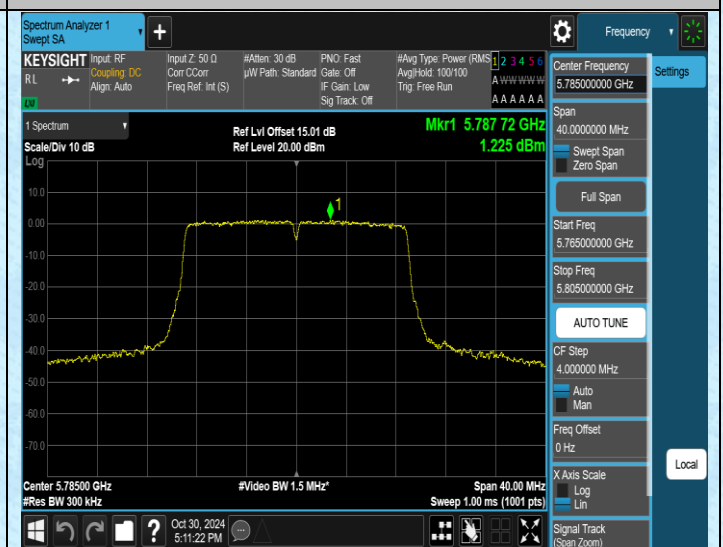 Spectrum Analyzer 1
Swept SA
+
Frequency
KEYSIGHT
RL
Input: RF
Coupling: DC
Align: Auto
Input Z: 50 Ω
Corr CCorr
Freq Ref: Int (S)
#Atten: 30 dB
µW Path: Standard
PNO: Fast
Gate: Off
IF Gain: Low
Sig Track: Off
#Avg Type: Power (RMS
Avg|Hold: 100/100
Trig: Free Run
1 2 3 4 5 6
A W W W W W
A A A A A A
1 Spectrum
Scale/Div 10 dB
Ref Lvl Offset 15.01 dB
Ref Level 20.00 dBm
Mkr1 5.787 72 GHz
1.225 dBm
Log
10.0
0.00
-10.0
-20.0
-30.0
-40.0
-50.0
-60.0
-70.0
1
Center 5.78500 GHz
#Res BW 300 kHz
#Video BW 1.5 MHz*
Span 40.00 MHz
Sweep 1.00 ms (1001 pts)
?
Oct 30, 2024
5:11:22 PM
Center Frequency
5.785000000 GHz
Settings
Span
40.0000000 MHz
Swept Span
Zero Span
Full Span
Start Freq
5.765000000 GHz
Stop Freq
5.805000000 GHz
AUTO TUNE
CF Step
4.000000 MHz
Auto
Man
Freq Offset
0 Hz
X Axis Scale
Log
Lin
Local
Signal Track
(Span Zoom)